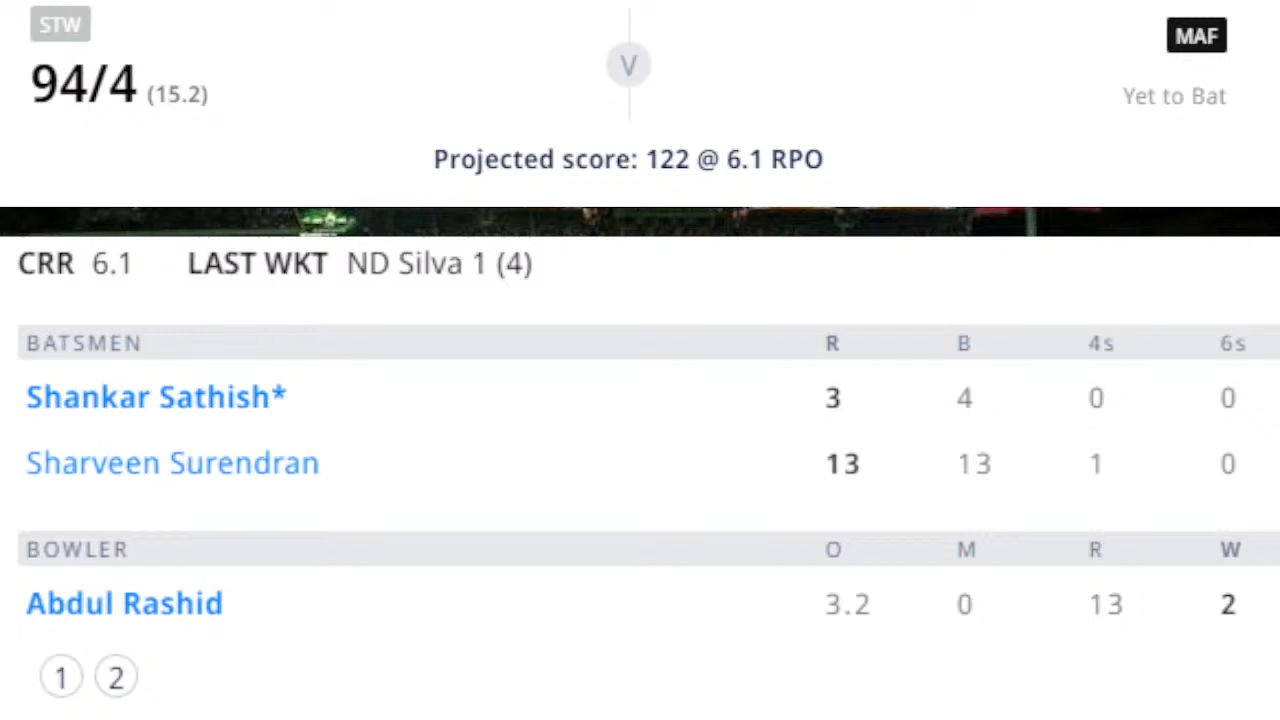 STW
94/4 (15.2)
V
MAF
Yet to Bat
Projected score: 122 @ 6.1 RPO
CRR 6.1 LAST WKT ND Silva 1 (4)
BATSMEN R B 4s 6s
Shankar Sathish* 3 4 0 0
Sharveen Surendran 13 13 1 0
BOWLER O M R W
Abdul Rashid 3.2 0 13 2
1 2